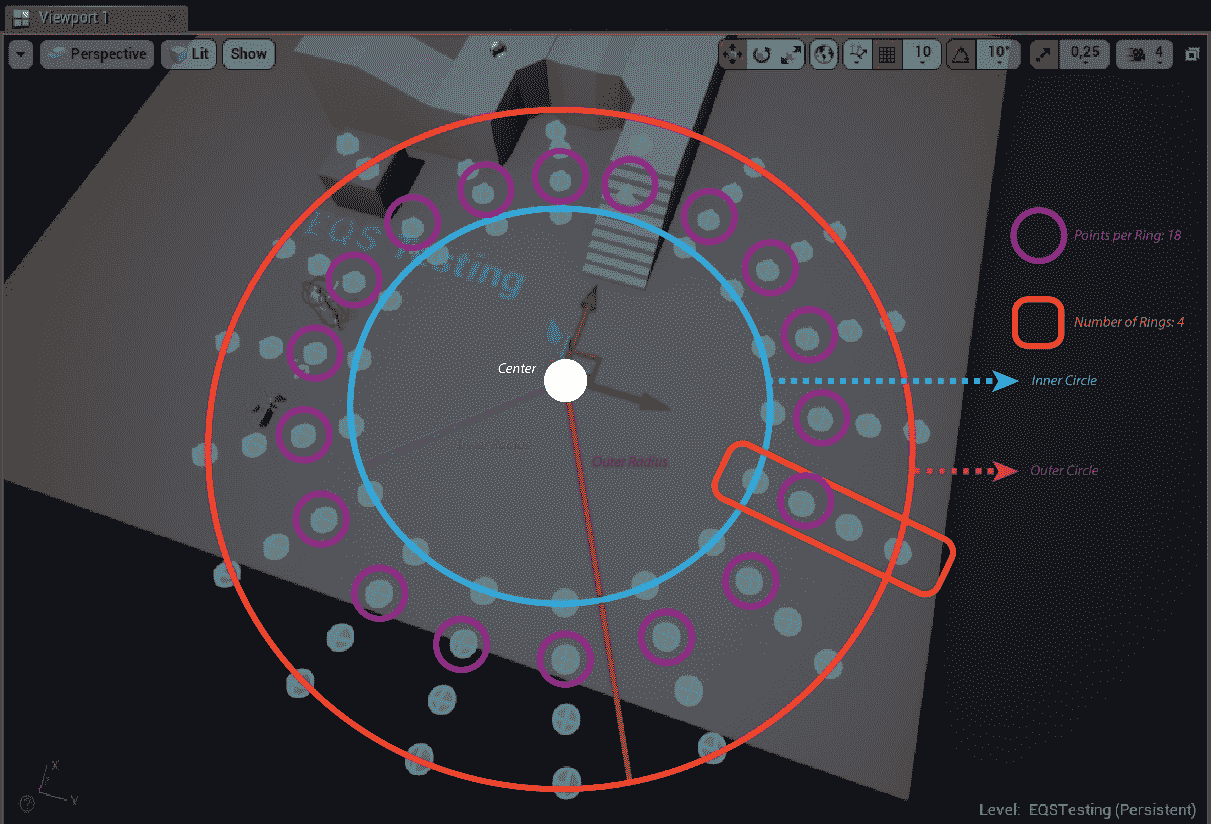 Viewport 1
Perspective
Lit
Show
10
10°
0,25
4
EQS Testing
Points per Ring: 18
Number of Rings: 4
Center
Inner Circle
Outer Radius
Outer Circle
X
Y
?
Level: EQSTesting (Persistent)